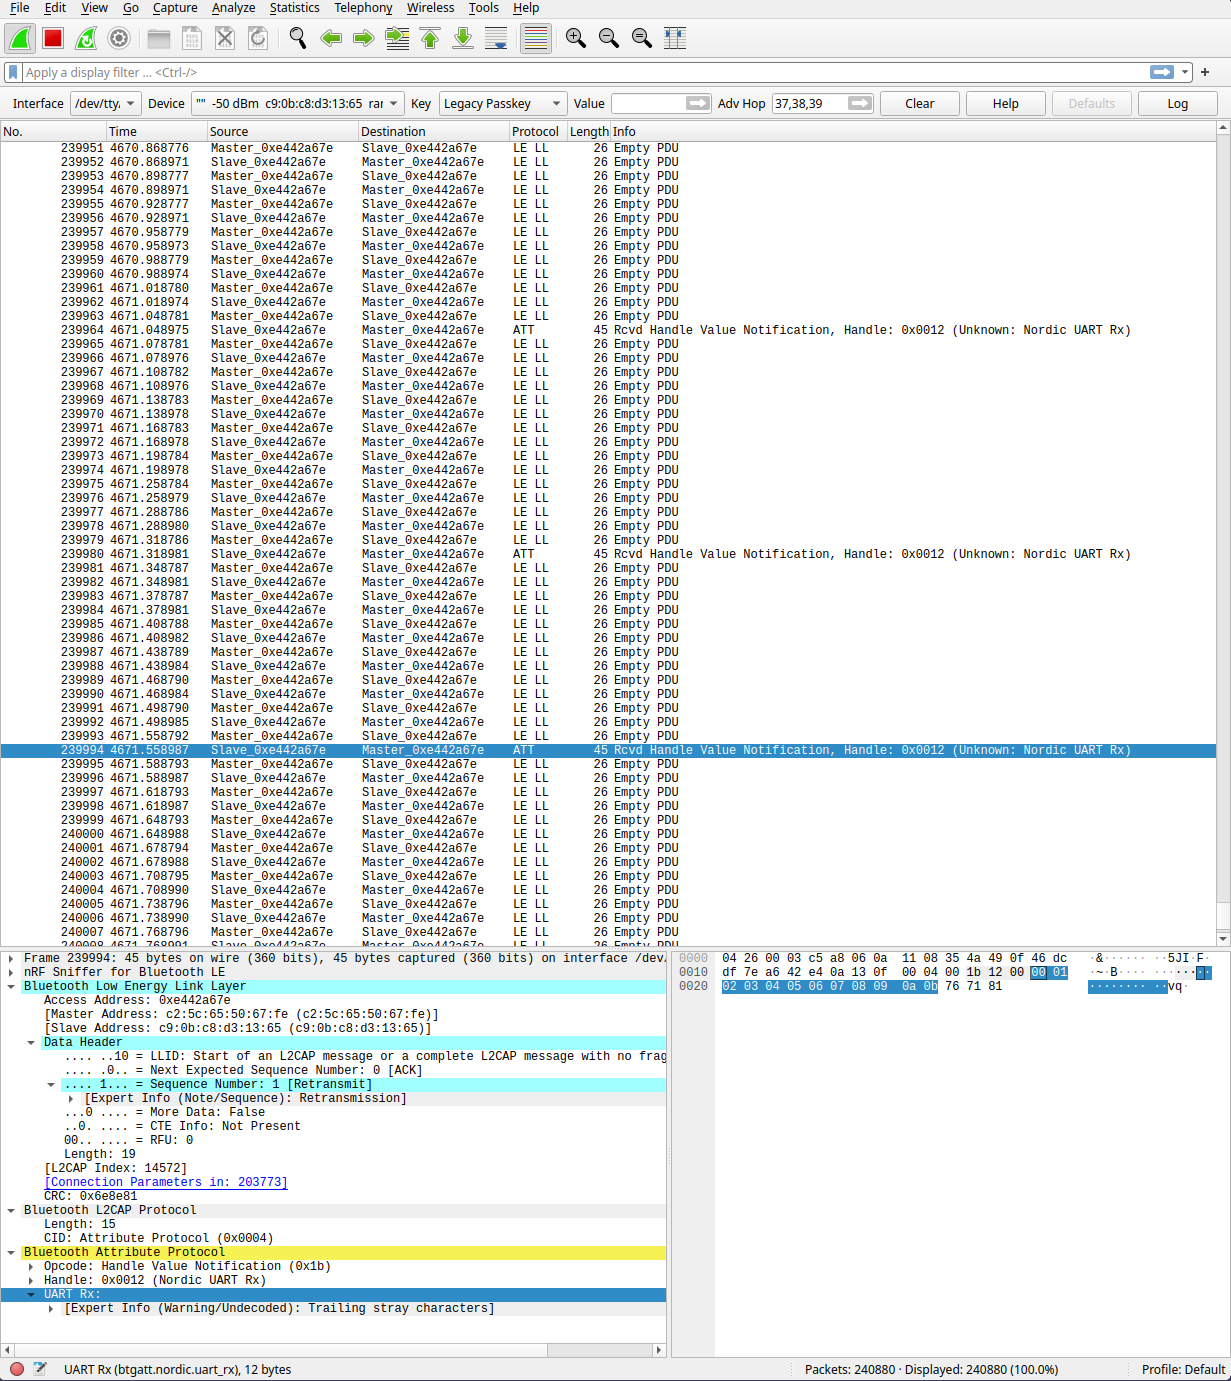 File Edit View Go Capture Analyze Statistics Telephony Wireless Tools Help
Apply a display filter ... <Ctrl-/>
Interface /dev/tty. Device "" -50 dBm c9:0b:c8:d3:13:65 rar Key Legacy Passkey Value Adv Hop 37,38,39 Clear Help Defaults Log
No. Time Source Destination Protocol Length Info
239951 4670.868776 Master_0xe442a67e Slave_0xe442a67e LE LL 26 Empty PDU
239952 4670.868971 Slave_0xe442a67e Master_0xe442a67e LE LL 26 Empty PDU
239953 4670.898777 Master_0xe442a67e Slave_0xe442a67e LE LL 26 Empty PDU
239954 4670.898971 Slave_0xe442a67e Master_0xe442a67e LE LL 26 Empty PDU
239955 4670.928777 Master_0xe442a67e Slave_0xe442a67e LE LL 26 Empty PDU
239956 4670.928971 Slave_0xe442a67e Master_0xe442a67e LE LL 26 Empty PDU
239957 4670.958779 Master_0xe442a67e Slave_0xe442a67e LE LL 26 Empty PDU
239958 4670.958973 Slave_0xe442a67e Master_0xe442a67e LE LL 26 Empty PDU
239959 4670.988779 Master_0xe442a67e Slave_0xe442a67e LE LL 26 Empty PDU
239960 4670.988974 Slave_0xe442a67e Master_0xe442a67e LE LL 26 Empty PDU
239961 4671.018780 Master_0xe442a67e Slave_0xe442a67e LE LL 26 Empty PDU
239962 4671.018974 Slave_0xe442a67e Master_0xe442a67e LE LL 26 Empty PDU
239963 4671.048781 Master_0xe442a67e Slave_0xe442a67e LE LL 26 Empty PDU
239964 4671.048975 Slave_0xe442a67e Master_0xe442a67e ATT 45 Rcvd Handle Value Notification, Handle: 0x0012 (Unknown: Nordic UART Rx)
239965 4671.078781 Master_0xe442a67e Slave_0xe442a67e LE LL 26 Empty PDU
239966 4671.078976 Slave_0xe442a67e Master_0xe442a67e LE LL 26 Empty PDU
239967 4671.108782 Master_0xe442a67e Slave_0xe442a67e LE LL 26 Empty PDU
239968 4671.108976 Slave_0xe442a67e Master_0xe442a67e LE LL 26 Empty PDU
239969 4671.138783 Master_0xe442a67e Slave_0xe442a67e LE LL 26 Empty PDU
239970 4671.138978 Slave_0xe442a67e Master_0xe442a67e LE LL 26 Empty PDU
239971 4671.168783 Master_0xe442a67e Slave_0xe442a67e LE LL 26 Empty PDU
239972 4671.168978 Slave_0xe442a67e Master_0xe442a67e LE LL 26 Empty PDU
239973 4671.198784 Master_0xe442a67e Slave_0xe442a67e LE LL 26 Empty PDU
239974 4671.198978 Slave_0xe442a67e Master_0xe442a67e LE LL 26 Empty PDU
239975 4671.258784 Master_0xe442a67e Slave_0xe442a67e LE LL 26 Empty PDU
239976 4671.258979 Slave_0xe442a67e Master_0xe442a67e LE LL 26 Empty PDU
239977 4671.288786 Master_0xe442a67e Slave_0xe442a67e LE LL 26 Empty PDU
239978 4671.288980 Slave_0xe442a67e Master_0xe442a67e LE LL 26 Empty PDU
239979 4671.318786 Master_0xe442a67e Slave_0xe442a67e LE LL 26 Empty PDU
239980 4671.318981 Slave_0xe442a67e Master_0xe442a67e ATT 45 Rcvd Handle Value Notification, Handle: 0x0012 (Unknown: Nordic UART Rx)
239981 4671.348787 Master_0xe442a67e Slave_0xe442a67e LE LL 26 Empty PDU
239982 4671.348981 Slave_0xe442a67e Master_0xe442a67e LE LL 26 Empty PDU
239983 4671.378787 Master_0xe442a67e Slave_0xe442a67e LE LL 26 Empty PDU
239984 4671.378981 Slave_0xe442a67e Master_0xe442a67e LE LL 26 Empty PDU
239985 4671.408788 Master_0xe442a67e Slave_0xe442a67e LE LL 26 Empty PDU
239986 4671.408982 Slave_0xe442a67e Master_0xe442a67e LE LL 26 Empty PDU
239987 4671.438789 Master_0xe442a67e Slave_0xe442a67e LE LL 26 Empty PDU
239988 4671.438984 Slave_0xe442a67e Master_0xe442a67e LE LL 26 Empty PDU
239989 4671.468790 Master_0xe442a67e Slave_0xe442a67e LE LL 26 Empty PDU
239990 4671.468984 Slave_0xe442a67e Master_0xe442a67e LE LL 26 Empty PDU
239991 4671.498790 Master_0xe442a67e Slave_0xe442a67e LE LL 26 Empty PDU
239992 4671.498985 Slave_0xe442a67e Master_0xe442a67e LE LL 26 Empty PDU
239993 4671.558792 Master_0xe442a67e Slave_0xe442a67e LE LL 26 Empty PDU
239994 4671.558987 Slave_0xe442a67e Master_0xe442a67e ATT 45 Rcvd Handle Value Notification, Handle: 0x0012 (Unknown: Nordic UART Rx)
239995 4671.588793 Master_0xe442a67e Slave_0xe442a67e LE LL 26 Empty PDU
239996 4671.588987 Slave_0xe442a67e Master_0xe442a67e LE LL 26 Empty PDU
239997 4671.618793 Master_0xe442a67e Slave_0xe442a67e LE LL 26 Empty PDU
239998 4671.618987 Slave_0xe442a67e Master_0xe442a67e LE LL 26 Empty PDU
239999 4671.648793 Master_0xe442a67e Slave_0xe442a67e LE LL 26 Empty PDU
240000 4671.648988 Slave_0xe442a67e Master_0xe442a67e LE LL 26 Empty PDU
240001 4671.678794 Master_0xe442a67e Slave_0xe442a67e LE LL 26 Empty PDU
240002 4671.678988 Slave_0xe442a67e Master_0xe442a67e LE LL 26 Empty PDU
240003 4671.708795 Master_0xe442a67e Slave_0xe442a67e LE LL 26 Empty PDU
240004 4671.708990 Slave_0xe442a67e Master_0xe442a67e LE LL 26 Empty PDU
240005 4671.738796 Master_0xe442a67e Slave_0xe442a67e LE LL 26 Empty PDU
240006 4671.738990 Slave_0xe442a67e Master_0xe442a67e LE LL 26 Empty PDU
240007 4671.768796 Master_0xe442a67e Slave_0xe442a67e LE LL 26 Empty PDU
240008 4671.768991 Slave_0xe442a67e Master_0xe442a67e LE LL 26 Empty PDU
Frame 239994: 45 bytes on wire (360 bits), 45 bytes captured (360 bits) on interface /dev/
nRF Sniffer for Bluetooth LE
Bluetooth Low Energy Link Layer
Access Address: 0xe442a67e
[Master Address: c2:5c:65:50:67:fe (c2:5c:65:50:67:fe)]
[Slave Address: c9:0b:c8:d3:13:65 (c9:0b:c8:d3:13:65)]
Data Header
.... ..10 = LLID: Start of an L2CAP message or a complete L2CAP message with no frag
.... .0.. = Next Expected Sequence Number: 0 [ACK]
.... 1... = Sequence Number: 1 [Retransmit]
[Expert Info (Note/Sequence): Retransmission]
...0 .... = More Data: False
..0. .... = CTE Info: Not Present
00.. .... = RFU: 0
Length: 19
[L2CAP Index: 14572]
[Connection Parameters in: 203773]
CRC: 0x6e8e81
Bluetooth L2CAP Protocol
Length: 15
CID: Attribute Protocol (0x0004)
Bluetooth Attribute Protocol
Opcode: Handle Value Notification (0x1b)
Handle: 0x0012 (Nordic UART Rx)
UART Rx:
[Expert Info (Warning/Undecoded): Trailing stray characters]
0000 04 26 00 03 c5 a8 06 0a 11 08 35 4a 49 0f 46 dc ·&······ ··5JI·F·
0010 df 7e a6 42 e4 0a 13 0f 00 04 00 1b 12 00 00 01 ·~·B···· ········
0020 02 03 04 05 06 07 08 09 0a 0b 76 71 81 ········ ··vq·
UART Rx (btgatt.nordic.uart_rx), 12 bytes Packets: 240880 · Displayed: 240880 (100.0%) Profile: Default